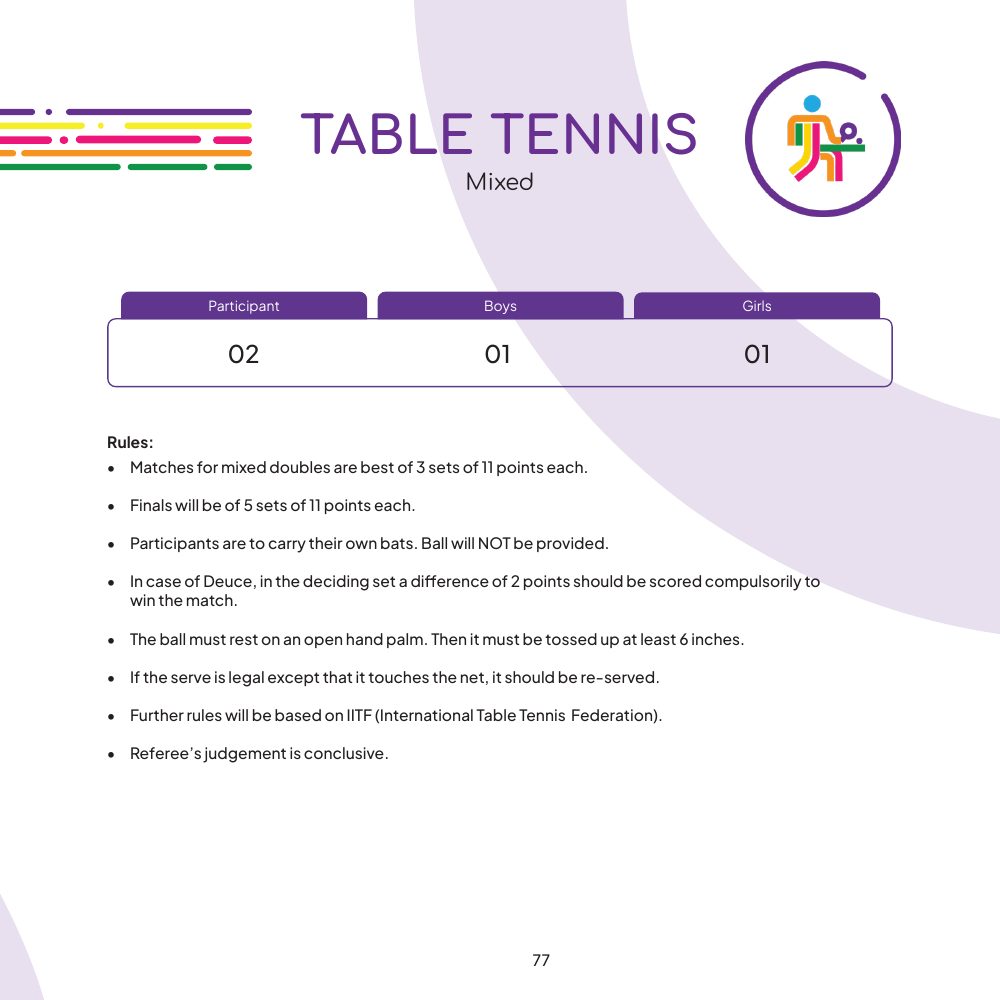 TABLE TENNIS
Mixed
Participant Boys Girls
02 01 01
Rules:
• Matches for mixed doubles are best of 3 sets of 11 points each.
• Finals will be of 5 sets of 11 points each.
• Participants are to carry their own bats. Ball will NOT be provided.
• In case of Deuce, in the deciding set a difference of 2 points should be scored compulsorily to
win the match.
• The ball must rest on an open hand palm. Then it must be tossed up at least 6 inches.
• If the serve is legal except that it touches the net, it should be re-served.
• Further rules will be based on IITF (International Table Tennis Federation).
• Referee's judgement is conclusive.
77